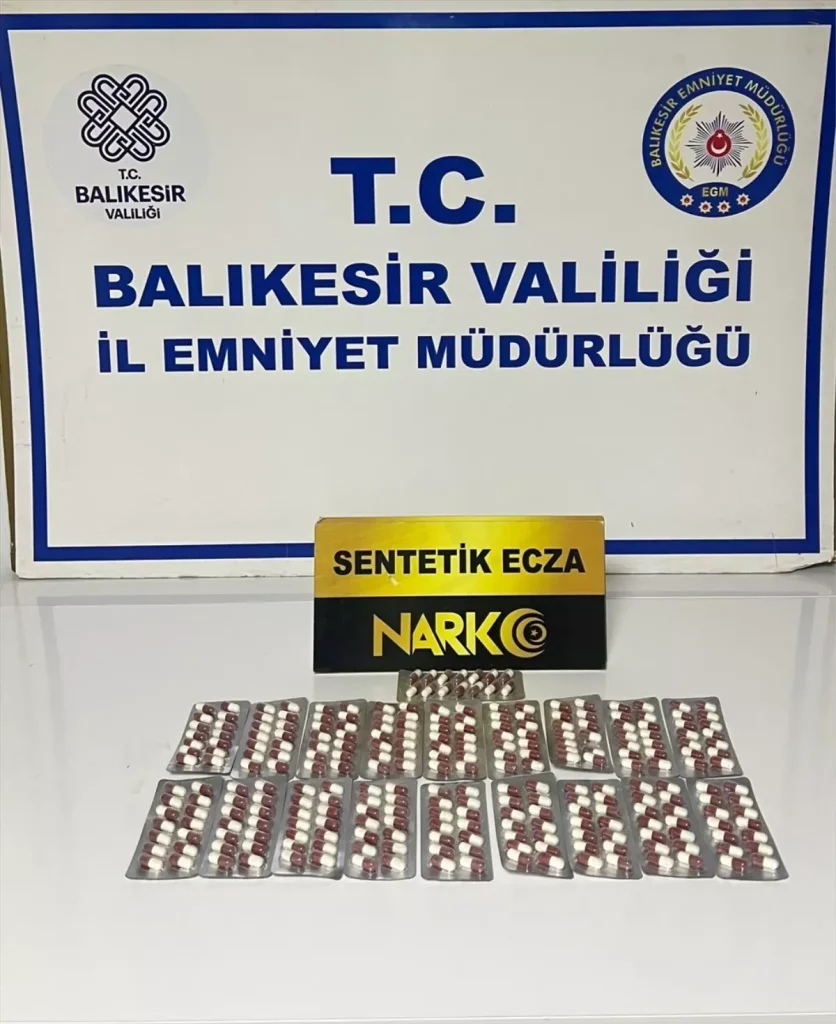 T.C.
BALIKESİR
VALİLİĞİ
BALIKESİR EMNİYET MÜDÜRLÜĞÜ
EGM
T.C.
BALIKESİR VALİLİĞİ
İL EMNİYET MÜDÜRLÜĞÜ
SENTETİK ECZA
NARKO